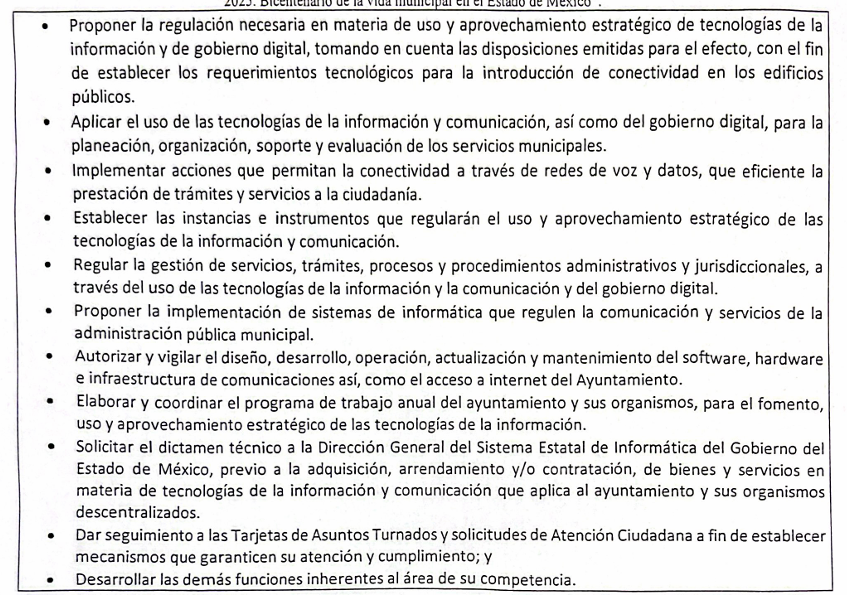 2025. Bicentenario de la vida municipal en el Estado de México".
• Proponer la regulación necesaria en materia de uso y aprovechamiento estratégico de tecnologías de la
información y de gobierno digital, tomando en cuenta las disposiciones emitidas para el efecto, con el fin
de establecer los requerimientos tecnológicos para la introducción de conectividad en los edificios
públicos.
• Aplicar el uso de las tecnologías de la información y comunicación, así como del gobierno digital, para la
planeación, organización, soporte y evaluación de los servicios municipales.
• Implementar acciones que permitan la conectividad a través de redes de voz y datos, que eficiente la
prestación de trámites y servicios a la ciudadanía.
• Establecer las instancias e instrumentos que regularán el uso y aprovechamiento estratégico de las
tecnologías de la información y comunicación.
• Regular la gestión de servicios, trámites, procesos y procedimientos administrativos y jurisdiccionales, a
través del uso de las tecnologías de la información y la comunicación y del gobierno digital.
• Proponer la implementación de sistemas de informática que regulen la comunicación y servicios de la
administración pública municipal.
• Autorizar y vigilar el diseño, desarrollo, operación, actualización y mantenimiento del software, hardware
e infraestructura de comunicaciones así, como el acceso a internet del Ayuntamiento.
• Elaborar y coordinar el programa de trabajo anual del ayuntamiento y sus organismos, para el fomento,
uso y aprovechamiento estratégico de las tecnologías de la información.
• Solicitar el dictamen técnico a la Dirección General del Sistema Estatal de Informática del Gobierno del
Estado de México, previo a la adquisición, arrendamiento y/o contratación, de bienes y servicios en
materia de tecnologías de la información y comunicación que aplica al ayuntamiento y sus organismos
descentralizados.
• Dar seguimiento a las Tarjetas de Asuntos Turnados y solicitudes de Atención Ciudadana a fin de establecer
mecanismos que garanticen su atención y cumplimiento; y
• Desarrollar las demás funciones inherentes al área de su competencia.